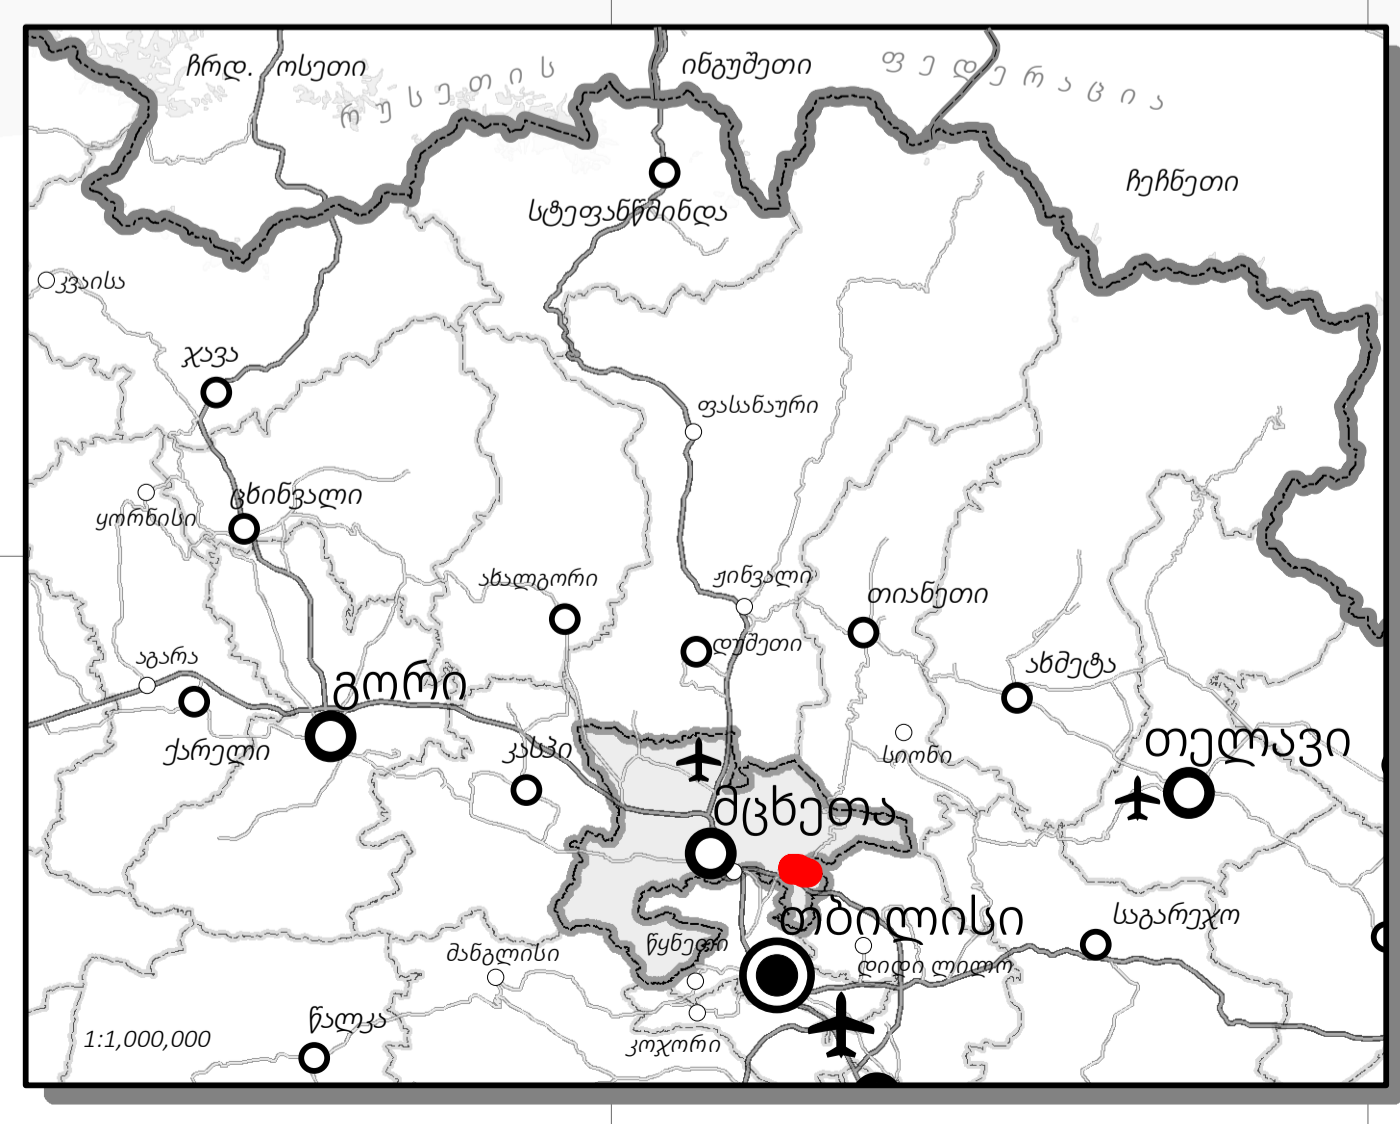 ჩრდ. ოსეთი
რუსეთის
ინგუშეთი
ფედერაცია
ჩეჩნეთი
სტეფანწმინდა
კვაისა
ჯავა
ფასანაური
ცხინვალი
ყორნისი
ახალგორი
ჟინვალი
თიანეთი
დუშეთი
აგარა
გორი
ახმეტა
ქარელი
კასპი
სიონი
თელავი
მცხეთა
თბილისი
საგარეჯო
წყნეთი
მანგლისი
დიდი ლილო
წალკა
1:1,000,000
კოჯორი